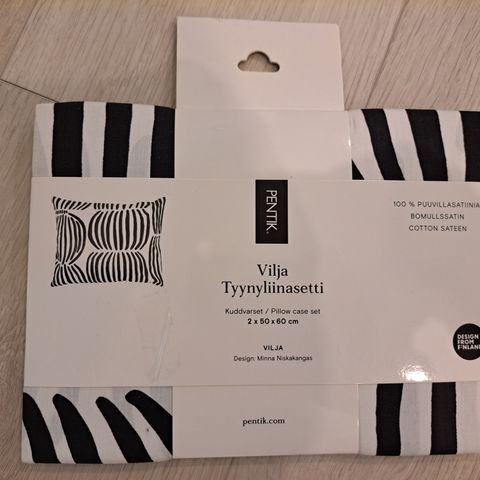 PENTIK.
Vilja
Tyynyliinasetti
Kuddvarset / Pillow case set
2 x 50 x 60 cm
VILJA
Design: Minna Niskakangas
100 % PUUVILLASATIINIA
BOMULLSSATIN
COTTON SATEEN
DESIGN
FROM
FINLAND
pentik.com